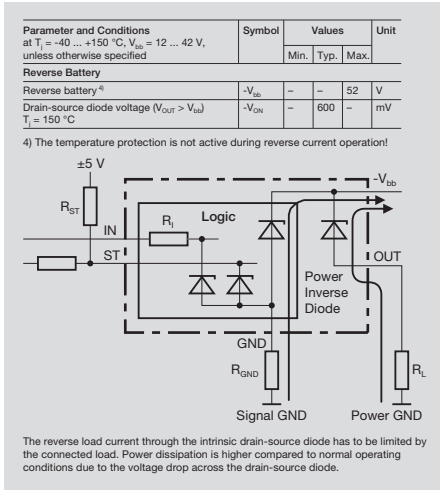 Parameter and Conditions Symbol Values Unit
at Tj = -40 ... +150 °C, Vbb = 12 ... 42 V,
unless otherwise specified Min. Typ. Max.
Reverse Battery
Reverse battery 4) -Vbb – – 52 V
Drain-source diode voltage (VOUT > Vbb) -VON – 600 – mV
Tj = 150 °C
4) The temperature protection is not active during reverse current operation!
±5 V
-Vbb
RST
IN
RI
Logic
ST
OUT
Power
Inverse
Diode
GND
RGND
RL
Signal GND
Power GND
The reverse load current through the intrinsic drain-source diode has to be limited by
the connected load. Power dissipation is higher compared to normal operating
conditions due to the voltage drop across the drain-source diode.